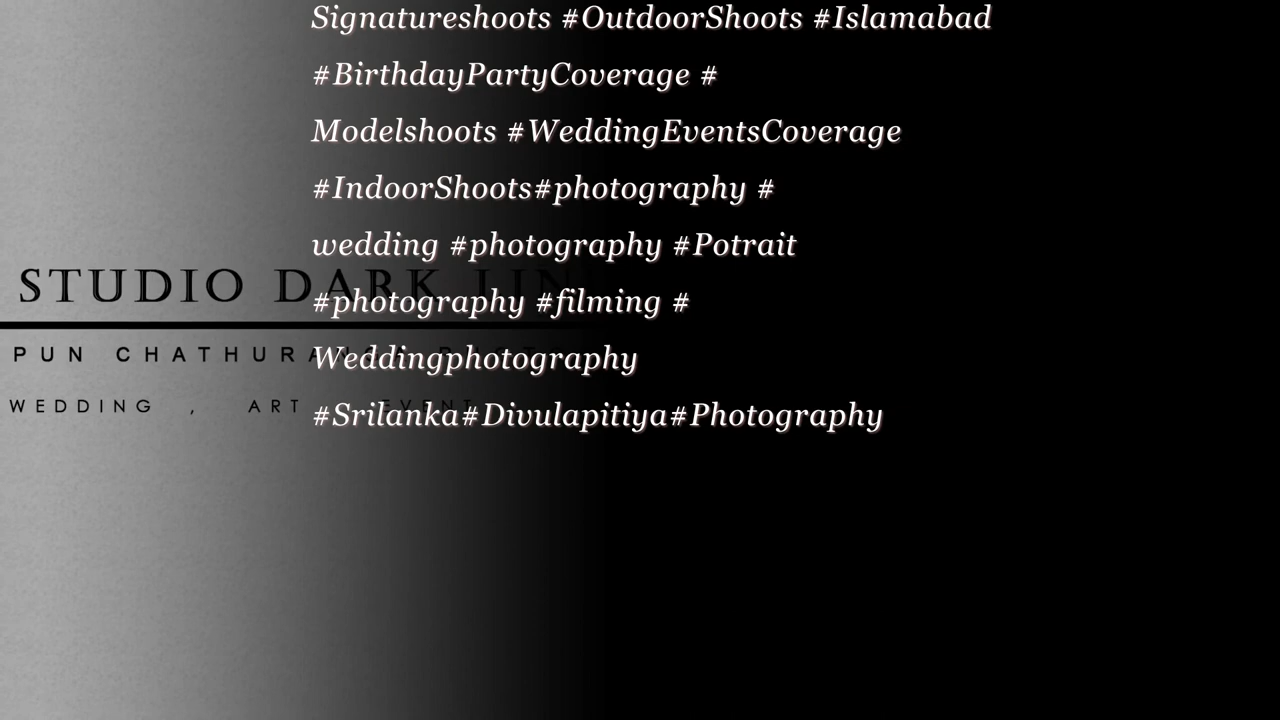 Signatureshoots #OutdoorShoots #Islamabad
#BirthdayPartyCoverage #
Modelshoots #WeddingEventsCoverage
#IndoorShoots#photography #
wedding #photography #Potrait
STUDIO DARK
#photography #filming #
PUN
Weddingphotography
WEDDING , ART EVENT
#Srilanka#Divulapitiya#Photography